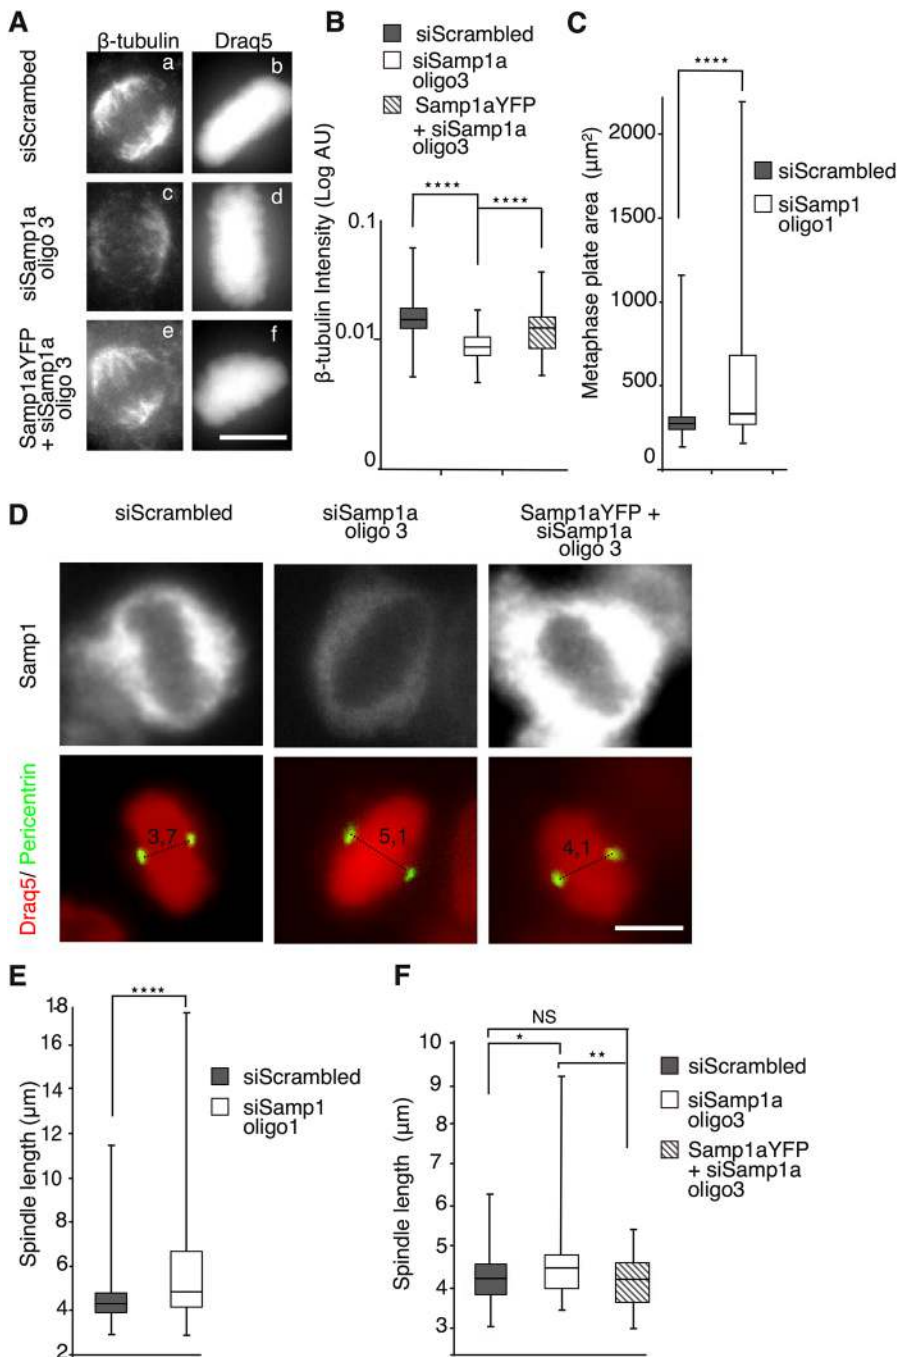 A
β-tubulin Draq5
siScrambed
a
b
siSamp1a
oligo 3
c
d
Samp1aYFP
+ siSamp1a
oligo 3
e
f
B
siScrambled
siSamp1a
oligo3
Samp1aYFP
+ siSamp1a
oligo3
β-tubulin Intensity (Log AU)
0.1
0.01
0
**** ****
C
****
Metaphase plate area (µm²)
2000
1500
1000
500
0
siScrambled
siSamp1
oligo1
D
siScrambled
siSamp1a
oligo 3
Samp1aYFP +
siSamp1a
oligo 3
Samp1
Draq5/ Pericentrin
3,7
5,1
4,1
E
****
Spindle length (µm)
18
16
14
12
10
8
6
4
2
siScrambled
siSamp1
oligo1
F
NS
*
**
Spindle length (µm)
10
9
8
7
6
5
4
3
siScrambled
siSamp1a
oligo3
Samp1aYFP
+ siSamp1a
oligo3